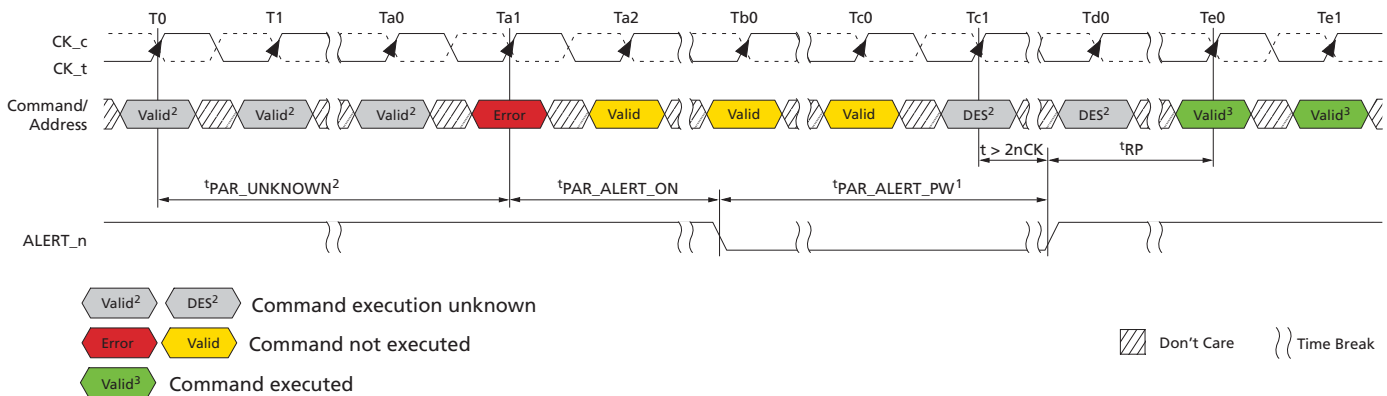 T0 T1 Ta0 Ta1 Ta2 Tb0 Tc0 Tc1 Td0 Te0 Te1
CK_c
CK_t
Command/
Address
Valid² Valid² Valid² Error Valid Valid Valid DES² DES² Valid³ Valid³
t > 2nCK tRP
tPAR_UNKNOWN² tPAR_ALERT_ON tPAR_ALERT_PW¹
ALERT_n
Valid² DES² Command execution unknown
Error Valid Command not executed
Don't Care Time Break
Valid³ Command executed